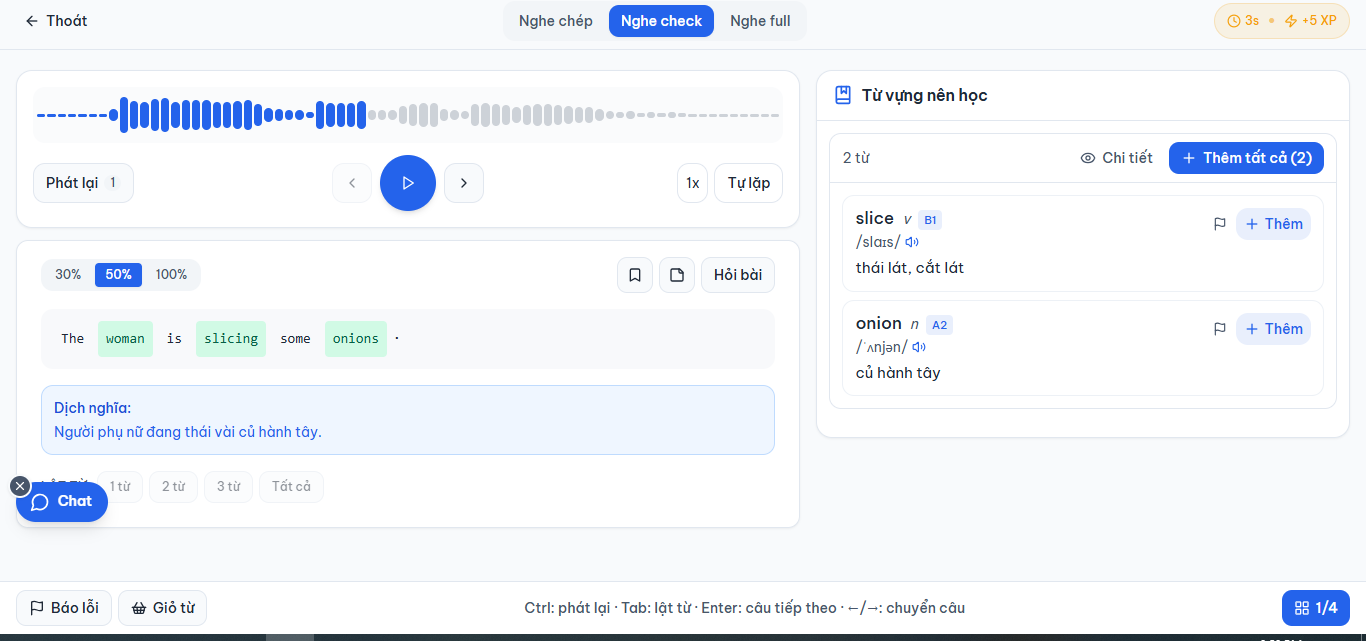 Thoát
Nghe chép
Nghe check
Nghe full
3s • +5 XP
Phát lại 1
1x
Tự lặp
30%
50%
100%
Hỏi bài
The woman is slicing some onions .
Dịch nghĩa:
Người phụ nữ đang thái vài củ hành tây.
1 từ
2 từ
3 từ
Tất cả
Chat
Từ vựng nên học
2 từ
Chi tiết
+ Thêm tất cả (2)
slice v B1
/slaɪs/
thái lát, cắt lát
+ Thêm
onion n A2
/ˈʌnjən/
củ hành tây
+ Thêm
Báo lỗi
Giỏ từ
Ctrl: phát lại · Tab: lật từ · Enter: câu tiếp theo · ←/→: chuyển câu
1/4